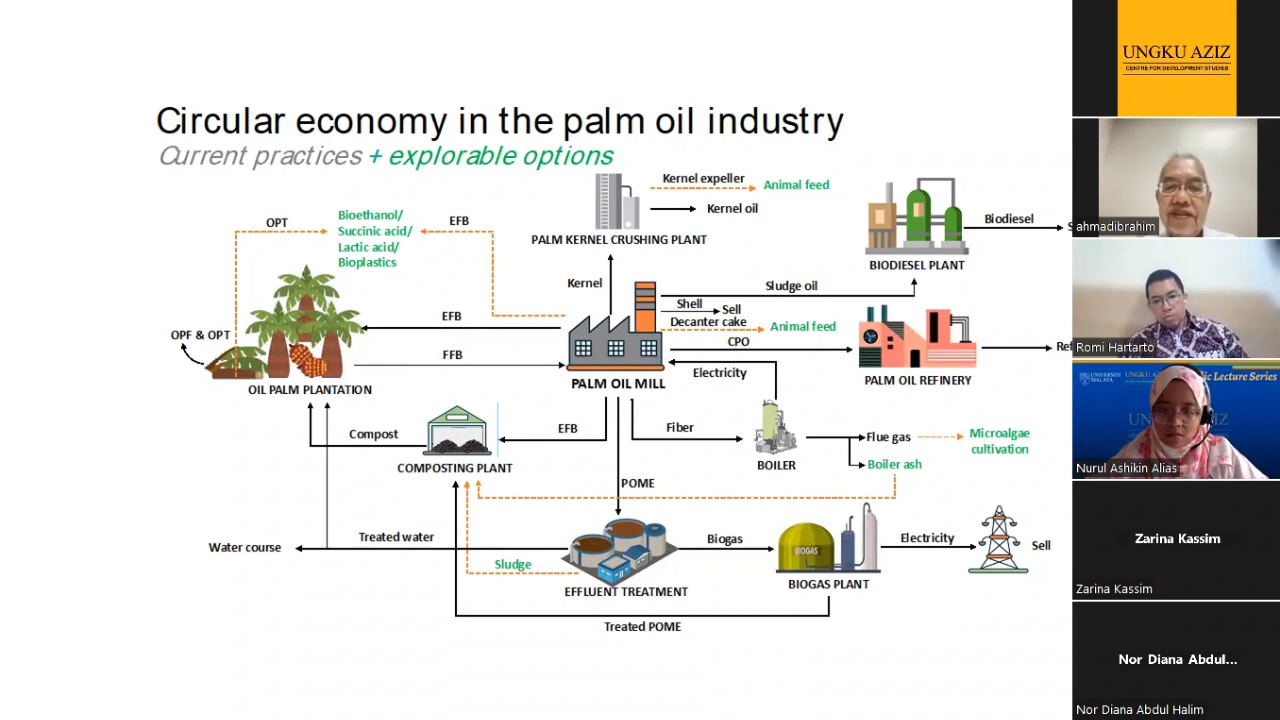 Circular economy in the palm oil industry
Current practices + explorable options
Kernel expeller
Animal feed
Kernel oil
PALM KERNEL CRUSHING PLANT
Kernel
Biodiesel
BIODIESEL PLANT
OPT
Bioethanol/
Succinic acid/
Lactic acid/
Bioplastics
EFB
Sludge oil
Shell
Sell
Decanter cake
Animal feed
CPO
Electricity
PALM OIL MILL
PALM OIL REFINERY
OPF & OPT
EFB
FFB
OIL PALM PLANTATION
Compost
EFB
COMPOSTING PLANT
Fiber
BOILER
Flue gas
Boiler ash
Microalgae
cultivation
POME
Water course
Treated water
Sludge
EFFLUENT TREATMENT
Biogas
BIOGAS
BIOGAS PLANT
Electricity
Sell
Treated POME
UNGKU AZIZ
CENTRE FOR DEVELOPMENT STUDIES
ahmadibrahim
Romi Hartarto
UNIVERSITI
MALAYA
Lecture Series
Nurul Ashikin Alias
Zarina Kassim
Zarina Kassim
Nor Diana Abdul...
Nor Diana Abdul Halim